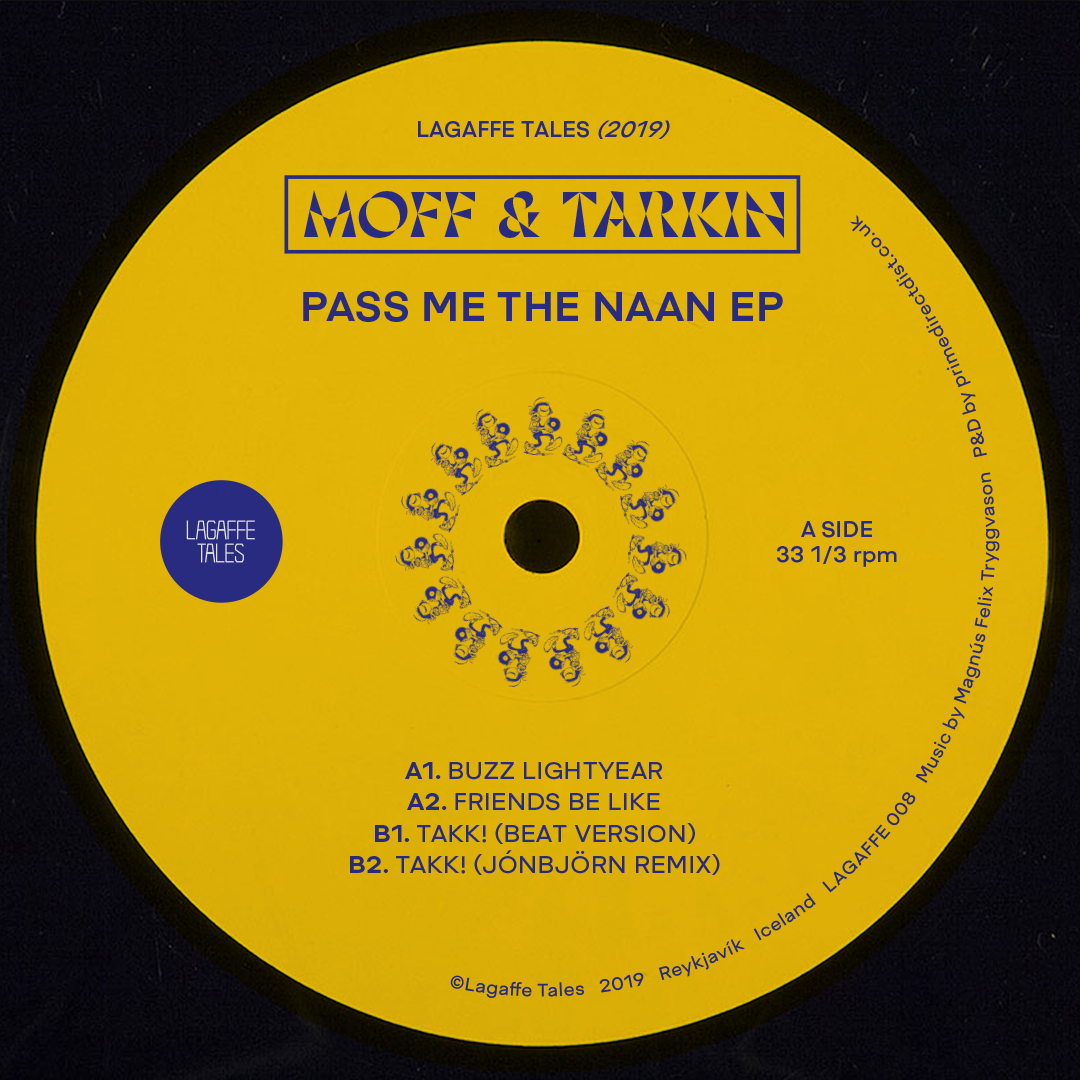 LAGAFFE TALES (2019)
MOFF & TARKIN
PASS ME THE NAAN EP
LAGAFFE
TALES
A SIDE
33 1/3 rpm
A1. BUZZ LIGHTYEAR
A2. FRIENDS BE LIKE
B1. TAKK! (BEAT VERSION)
B2. TAKK! (JÓNBJÖRN REMIX)
©Lagaffe Tales 2019 Reykjavík Iceland LAGAFFE 008 Music by Magnús Felix Tryggvason P&D by primedirectdist.co.uk